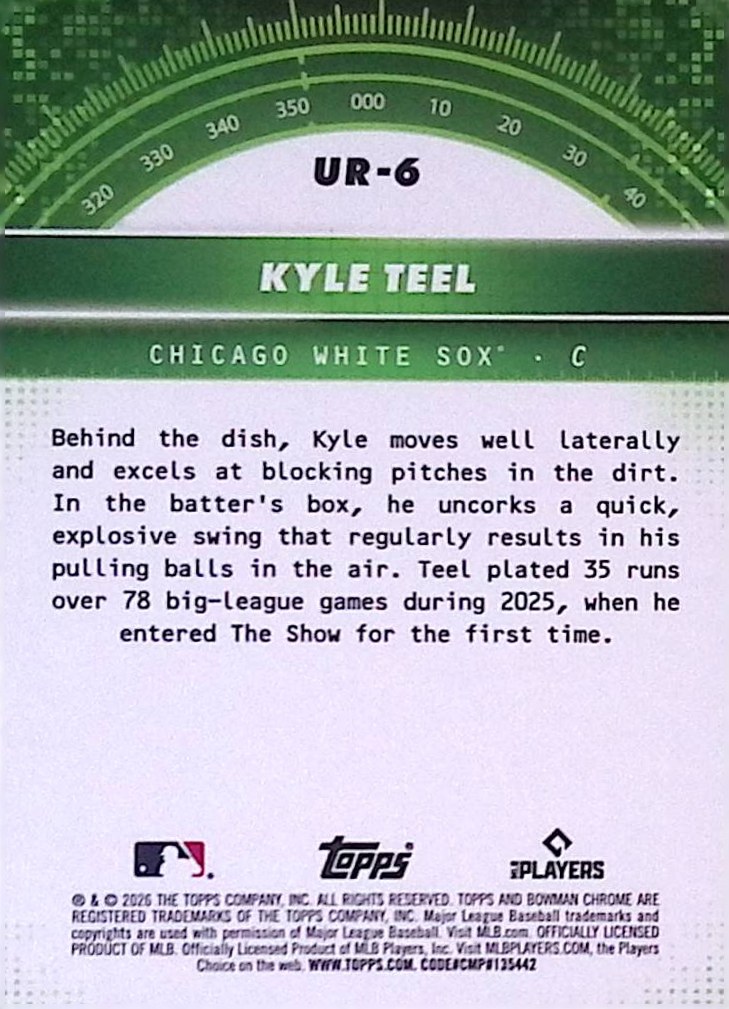 320 330 340 350 000 10 20 30 40
UR-6
KYLE TEEL
CHICAGO WHITE SOX · C
Behind the dish, Kyle moves well laterally
and excels at blocking pitches in the dirt.
In the batter's box, he uncorks a quick,
explosive swing that regularly results in his
pulling balls in the air. Teel plated 35 runs
over 78 big-league games during 2025, when he
entered The Show for the first time.
topps
MLB PLAYERS
® & © 2026 THE TOPPS COMPANY, INC. ALL RIGHTS RESERVED. TOPPS AND BOWMAN CHROME ARE
REGISTERED TRADEMARKS OF THE TOPPS COMPANY, INC. Major League Baseball trademarks and
copyrights are used with permission of Major League Baseball. Visit MLB.com. OFFICIALLY LICENSED
PRODUCT OF MLB. Officially Licensed Product of MLB Players, Inc. Visit MLBPLAYERS.COM, the Players
Choice on the web. WWW.TOPPS.COM. CODE#CMP#135442